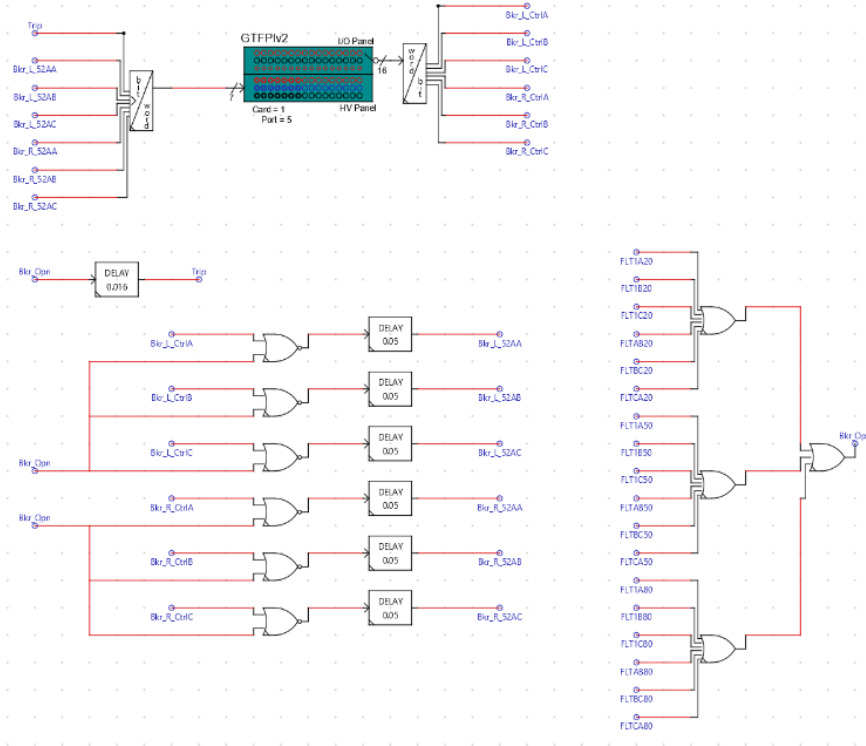 Trip
Bkr_L_52AA
Bkr_L_52AB
Bkr_L_52AC
Bkr_R_52AA
Bkr_R_52AB
Bkr_R_52AC
bit
word
7
GTFPIv2
I/O Panel
HV Panel
Card = 1
Port = 5
16
word
bit
Bkr_L_CtrlA
Bkr_L_CtrlB
Bkr_L_CtrlC
Bkr_R_CtrlA
Bkr_R_CtrlB
Bkr_R_CtrlC
Bkr_Opn
DELAY
0.016
Trip
Bkr_L_CtrlA
DELAY
0.05
Bkr_L_52AA
Bkr_L_CtrlB
DELAY
0.05
Bkr_L_52AB
Bkr_Opn
Bkr_L_CtrlC
DELAY
0.05
Bkr_L_52AC
Bkr_Opn
Bkr_R_CtrlA
DELAY
0.05
Bkr_R_52AA
Bkr_R_CtrlB
DELAY
0.05
Bkr_R_52AB
Bkr_R_CtrlC
DELAY
0.05
Bkr_R_52AC
FLT1A20
FLT1B20
FLT1C20
FLTAB20
FLTBC20
FLTCA20
FLT1A50
FLT1B50
FLT1C50
FLTAB50
FLTBC50
FLTCA50
FLT1A80
FLT1B80
FLT1C80
FLTAB80
FLTBC80
FLTCA80
Bkr_Op